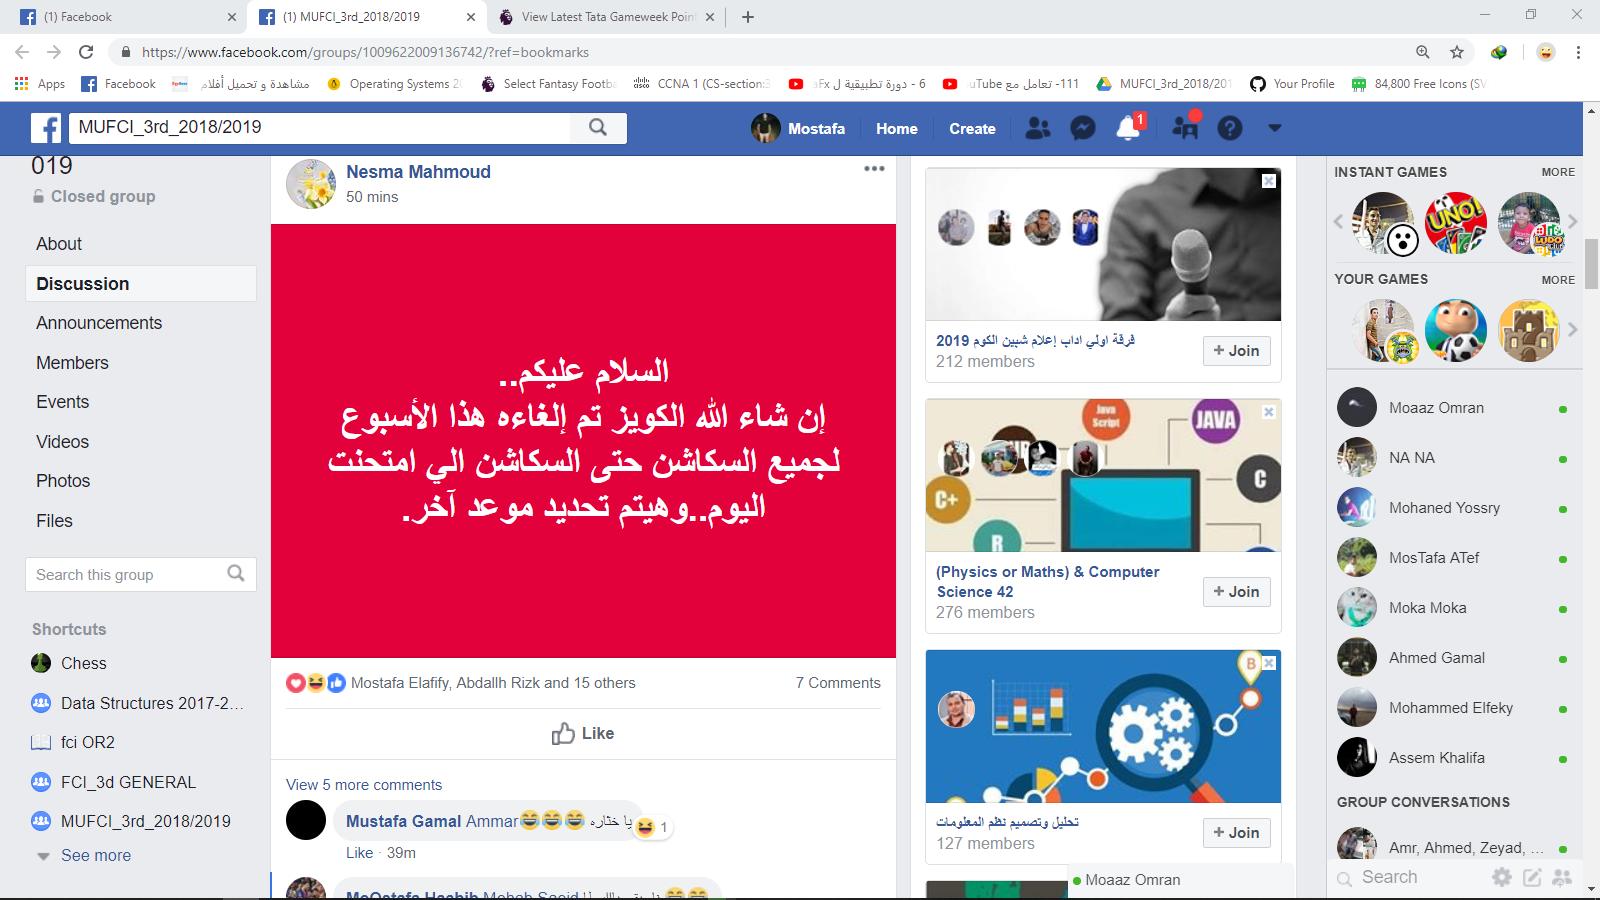 (1) Facebook
(1) MUFCI_3rd_2018/2019
View Latest Tata Gameweek Poin
https://www.facebook.com/groups/1009622009136742/?ref=bookmarks
Apps
Facebook
مشاهدة و تحميل أفلام
Operating Systems 20
Select Fantasy Footba
CCNA 1 (CS-section:3
6 - دورة تطبيقية ل aFx
111- تعامل مع uTube
MUFCI_3rd_2018/201
Your Profile
84,800 Free Icons (SV
MUFCI_3rd_2018/2019
Mostafa
Home
Create
1
019
Closed group
About
Discussion
Announcements
Members
Events
Videos
Photos
Files
Search this group
Shortcuts
Chess
Data Structures 2017-2...
fci OR2
FCI_3d GENERAL
MUFCI_3rd_2018/2019
See more
Nesma Mahmoud
50 mins
السلام عليكم..
إن شاء الله الكويز تم إلغاءه هذا الأسبوع
لجميع السكاشن حتى السكاشن الي امتحنت
اليوم..وهيتم تحديد موعد آخر.
Mostafa Elafify, Abdallh Rizk and 15 others
7 Comments
Like
View 5 more comments
Mustafa Gamal Ammar😂😂😂 يا خثاره
1
Like · 39m
فرقة اولي اداب إعلام شبين الكوم 2019
212 members
+ Join
Java
Script
JAVA
C+
C
R
(Physics or Maths) & Computer
Science 42
276 members
+ Join
B
تحليل وتصميم نظم المعلومات
127 members
+ Join
Moaaz Omran
INSTANT GAMES
MORE
UNO!
LUDO
YOUR GAMES
MORE
Moaaz Omran
NA NA
Mohaned Yossry
MosTafa ATef
Moka Moka
Ahmed Gamal
Mohammed Elfeky
Assem Khalifa
GROUP CONVERSATIONS
Amr, Ahmed, Zeyad, ...
Search